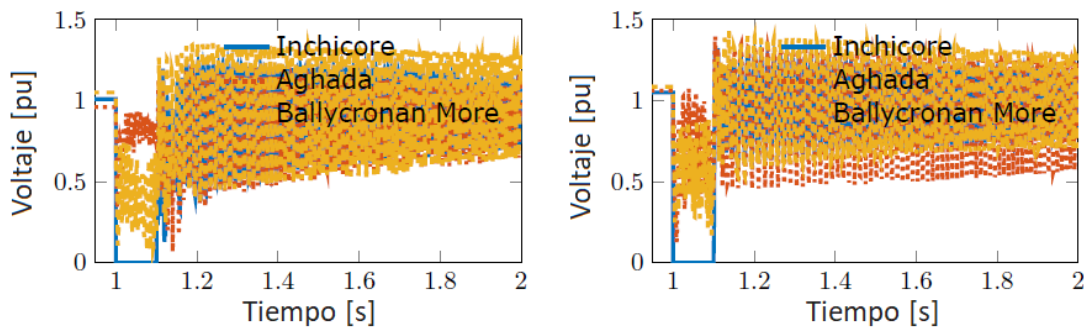 1.5
1
0.5
0
Voltaje [pu]
Inchicore
Aghada
Ballycronan More
1
1.2
1.4
1.6
1.8
2
Tiempo [s]
1.5
1
0.5
0
Voltaje [pu]
Inchicore
Aghada
Ballycronan More
1
1.2
1.4
1.6
1.8
2
Tiempo [s]